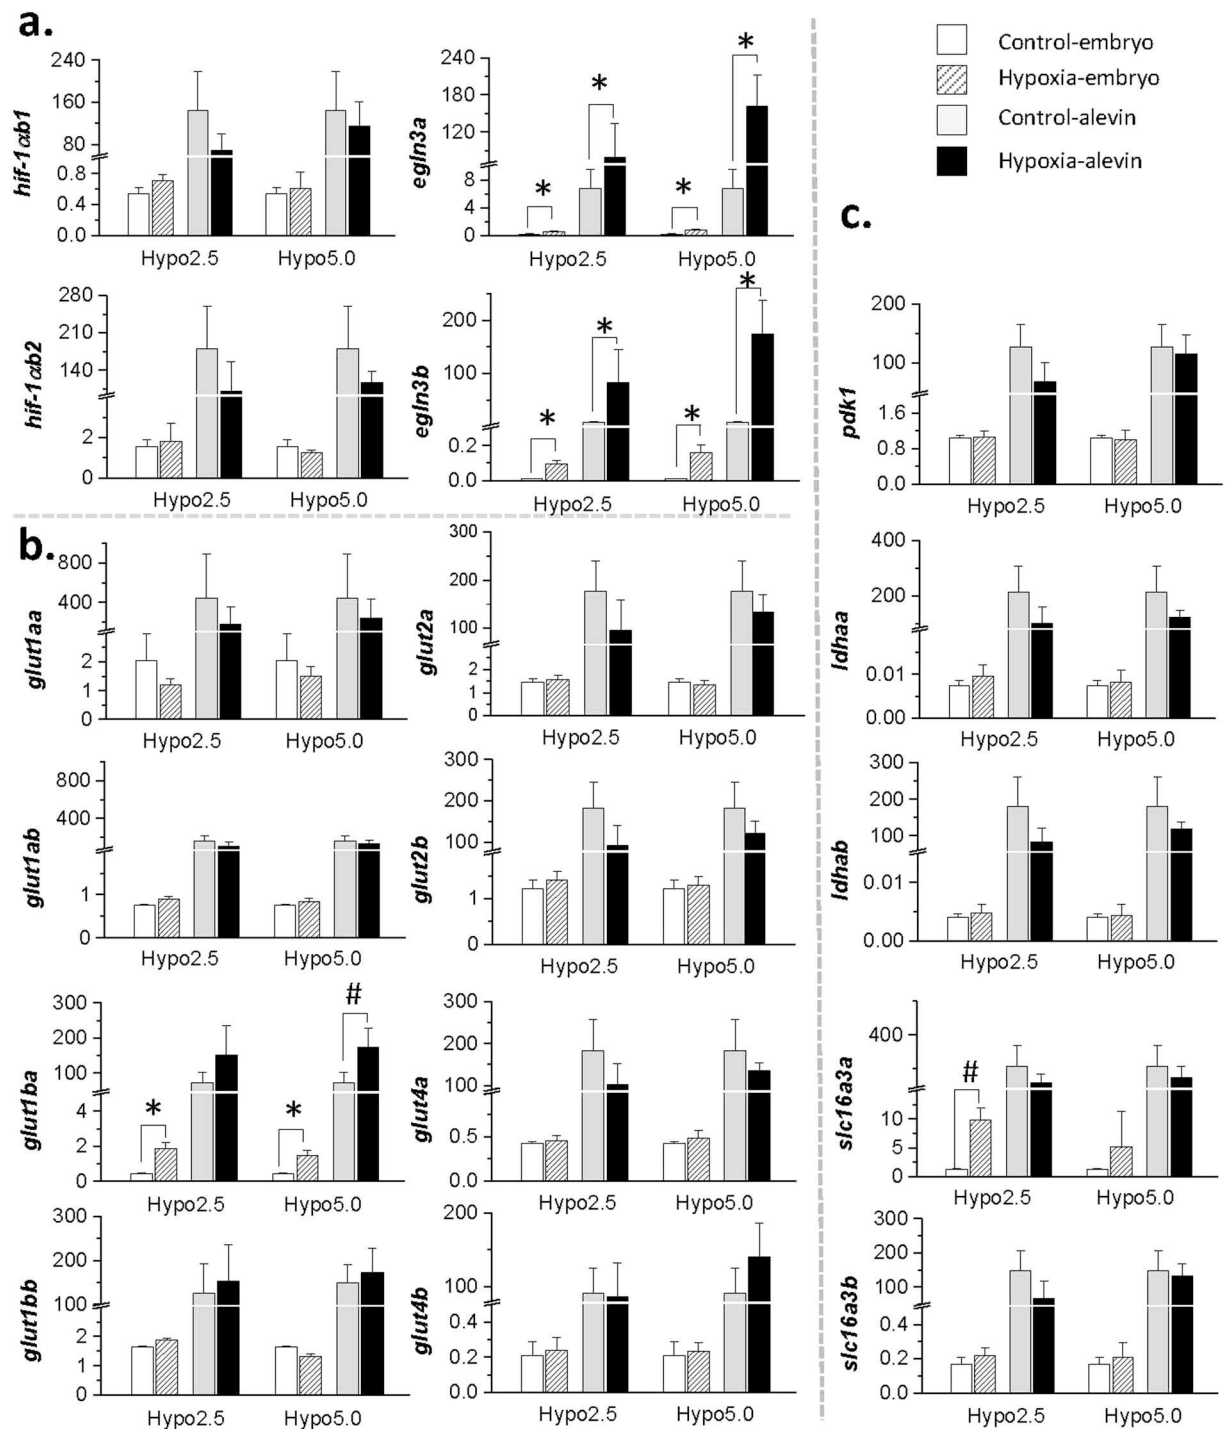 a.
hif-1αb1
240
160
80
0.8
0.4
0.0
Hypo2.5 Hypo5.0
egln3a
240
180
120
8
4
0
* * * *
Hypo2.5 Hypo5.0
Control-embryo
Hypoxia-embryo
Control-alevin
Hypoxia-alevin
hif-1αb2
280
210
140
2
0
Hypo2.5 Hypo5.0
egln3b
200
100
0.2
0.0
* * * *
Hypo2.5 Hypo5.0
b.
glut1aa
800
400
2
1
0
Hypo2.5 Hypo5.0
glut2a
300
200
100
2
1
0
Hypo2.5 Hypo5.0
glut1ab
800
400
1
0
Hypo2.5 Hypo5.0
glut2b
300
200
100
1
0
Hypo2.5 Hypo5.0
glut1ba
300
200
100
4
2
0
* * #
Hypo2.5 Hypo5.0
glut4a
300
200
100
0.5
0.0
Hypo2.5 Hypo5.0
glut1bb
300
200
100
2
1
0
Hypo2.5 Hypo5.0
glut4b
200
100
0.4
0.2
0.0
Hypo2.5 Hypo5.0
c.
pdk1
200
100
1.6
0.8
0.0
Hypo2.5 Hypo5.0
ldhaa
400
200
0.01
0.00
Hypo2.5 Hypo5.0
ldhab
300
200
100
0.01
0.00
Hypo2.5 Hypo5.0
slc16a3a
400
10
5
0
#
Hypo2.5 Hypo5.0
slc16a3b
300
200
100
0.4
0.2
0.0
Hypo2.5 Hypo5.0